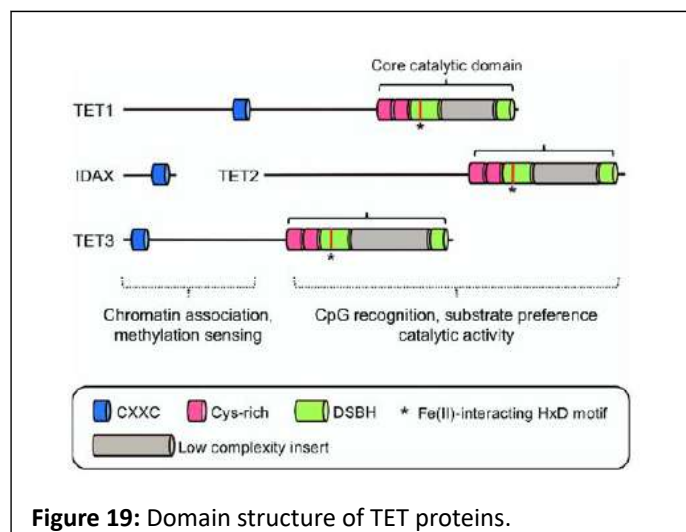 Core catalytic domain
TET1
*
IDAX TET2
*
TET3
*
Chromatin association,
methylation sensing
CpG recognition, substrate preference
catalytic activity
CXXC Cys-rich DSBH * Fe(II)-interacting HxD motif
Low complexity insert
Figure 19: Domain structure of TET proteins.